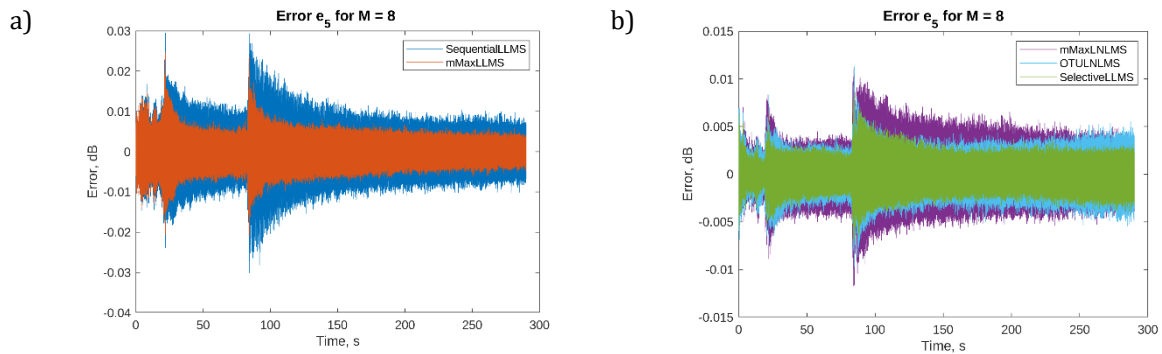 a)
Error e5 for M = 8
SequentialLLMS
mMaxLLMS
0.03
0.02
0.01
0
-0.01
-0.02
-0.03
-0.04
Error, dB
0 50 100 150 200 250 300
Time, s
b)
Error e5 for M = 8
mMaxLNLMS
OTULNLMS
SelectiveLLMS
0.015
0.01
0.005
0
-0.005
-0.01
-0.015
Error, dB
0 50 100 150 200 250 300
Time, s